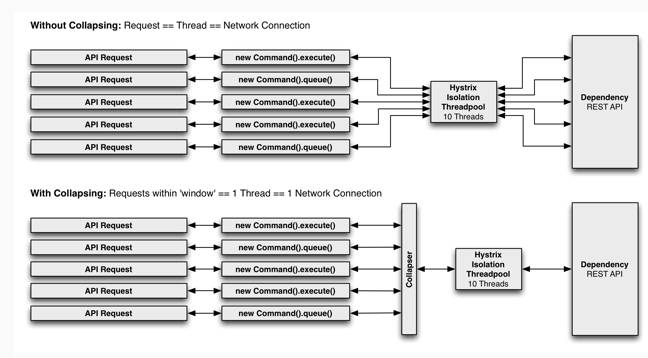 Without Collapsing: Request == Thread == Network Connection
API Request
new Command().execute()
API Request
new Command().queue()
API Request
new Command().execute()
API Request
new Command().execute()
API Request
new Command().queue()
Hystrix
Isolation
Threadpool
10 Threads
Dependency
REST API
With Collapsing: Requests within 'window' == 1 Thread == 1 Network Connection
API Request
new Command().execute()
API Request
new Command().queue()
API Request
new Command().execute()
API Request
new Command().execute()
API Request
new Command().queue()
Collapser
Hystrix
Isolation
Threadpool
10 Threads
Dependency
REST API